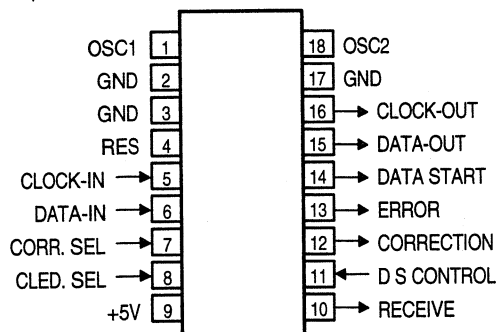 OSC1 1 18 OSC2
GND 2 17 GND
GND 3 16 CLOCK-OUT
RES 4 15 DATA-OUT
CLOCK-IN 5 14 DATA START
DATA-IN 6 13 ERROR
CORR. SEL 7 12 CORRECTION
CLED. SEL 8 11 D S CONTROL
+5V 9 10 RECEIVE